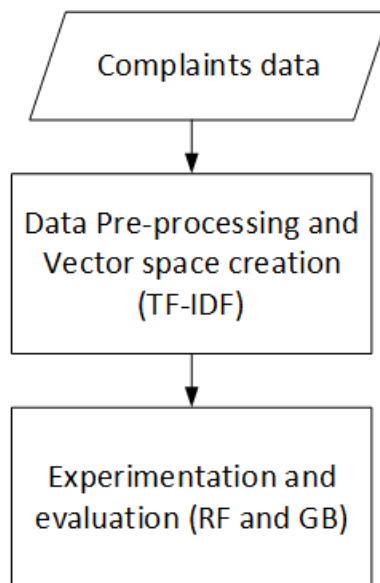 Complaints data
Data Pre-processing and
Vector space creation
(TF-IDF)
Experimentation and
evaluation (RF and GB)